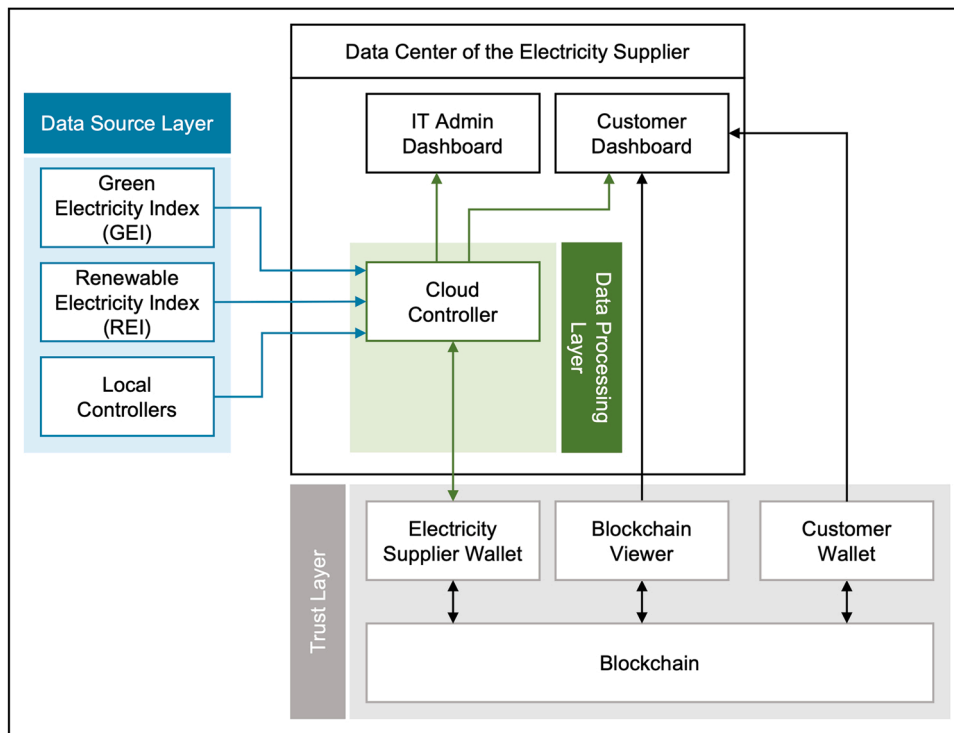 Data Center of the Electricity Supplier
Data Source Layer
IT Admin
Dashboard
Customer
Dashboard
Green
Electricity Index
(GEI)
Renewable
Electricity Index
(REI)
Local
Controllers
Cloud
Controller
Data Processing
Layer
Trust Layer
Electricity
Supplier Wallet
Blockchain
Viewer
Customer
Wallet
Blockchain